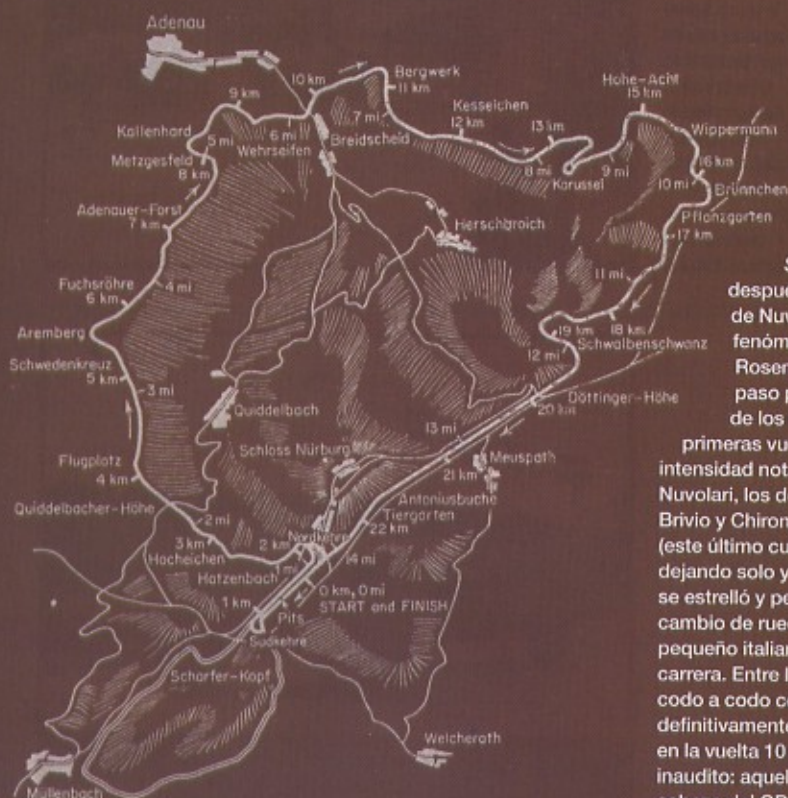 Adenau
Bergwerk
11 km
10 km
9 km
Hohe-Acht
15 km
Kesselchen
12 km
13 km
7 mi
Kallenhard
5 mi
6 mi
Wehrseifen
Breidscheid
Wippermann
Metzgesfeld
8 km
8 mi
Karussel
9 mi
16 km
10 mi
Brünnchen
Adenauer-Forst
7 km
Pflanzgarten
17 km
Herschbroich
11 mi
Fuchsröhre
6 km
4 mi
Aremberg
19 km
18 km
Schwalbenschwanz
12 mi
Schwedenkreuz
5 km
3 mi
Döttinger-Höhe
20 km
Quiddelbach
13 mi
Schloss Nürburg
Meuspath
21 km
Flugplatz
4 km
Antoniusbuche
Tiergarten
22 km
Quiddelbacher-Höhe
2 mi
3 km
Nordkehre
2 km
Hocheichen
14 mi
Hatzenbach
1 mi
0 km, 0 mi
START and FINISH
1 km
Pits
Südkehre
Scharfer-Kopf
Welcherath
Müllenbach
despue
de Nuv
fenóm
Rosen
paso p
de los
primeras vu
intensidad not
Nuvolari, los d
Brivio y Chiron
(este último cu
dejando solo y
se estrelló y pe
cambio de rue
pequeño italian
carrera. Entre l
codo a codo c
definitivamente
en la vuelta 10
inaudito: aquel